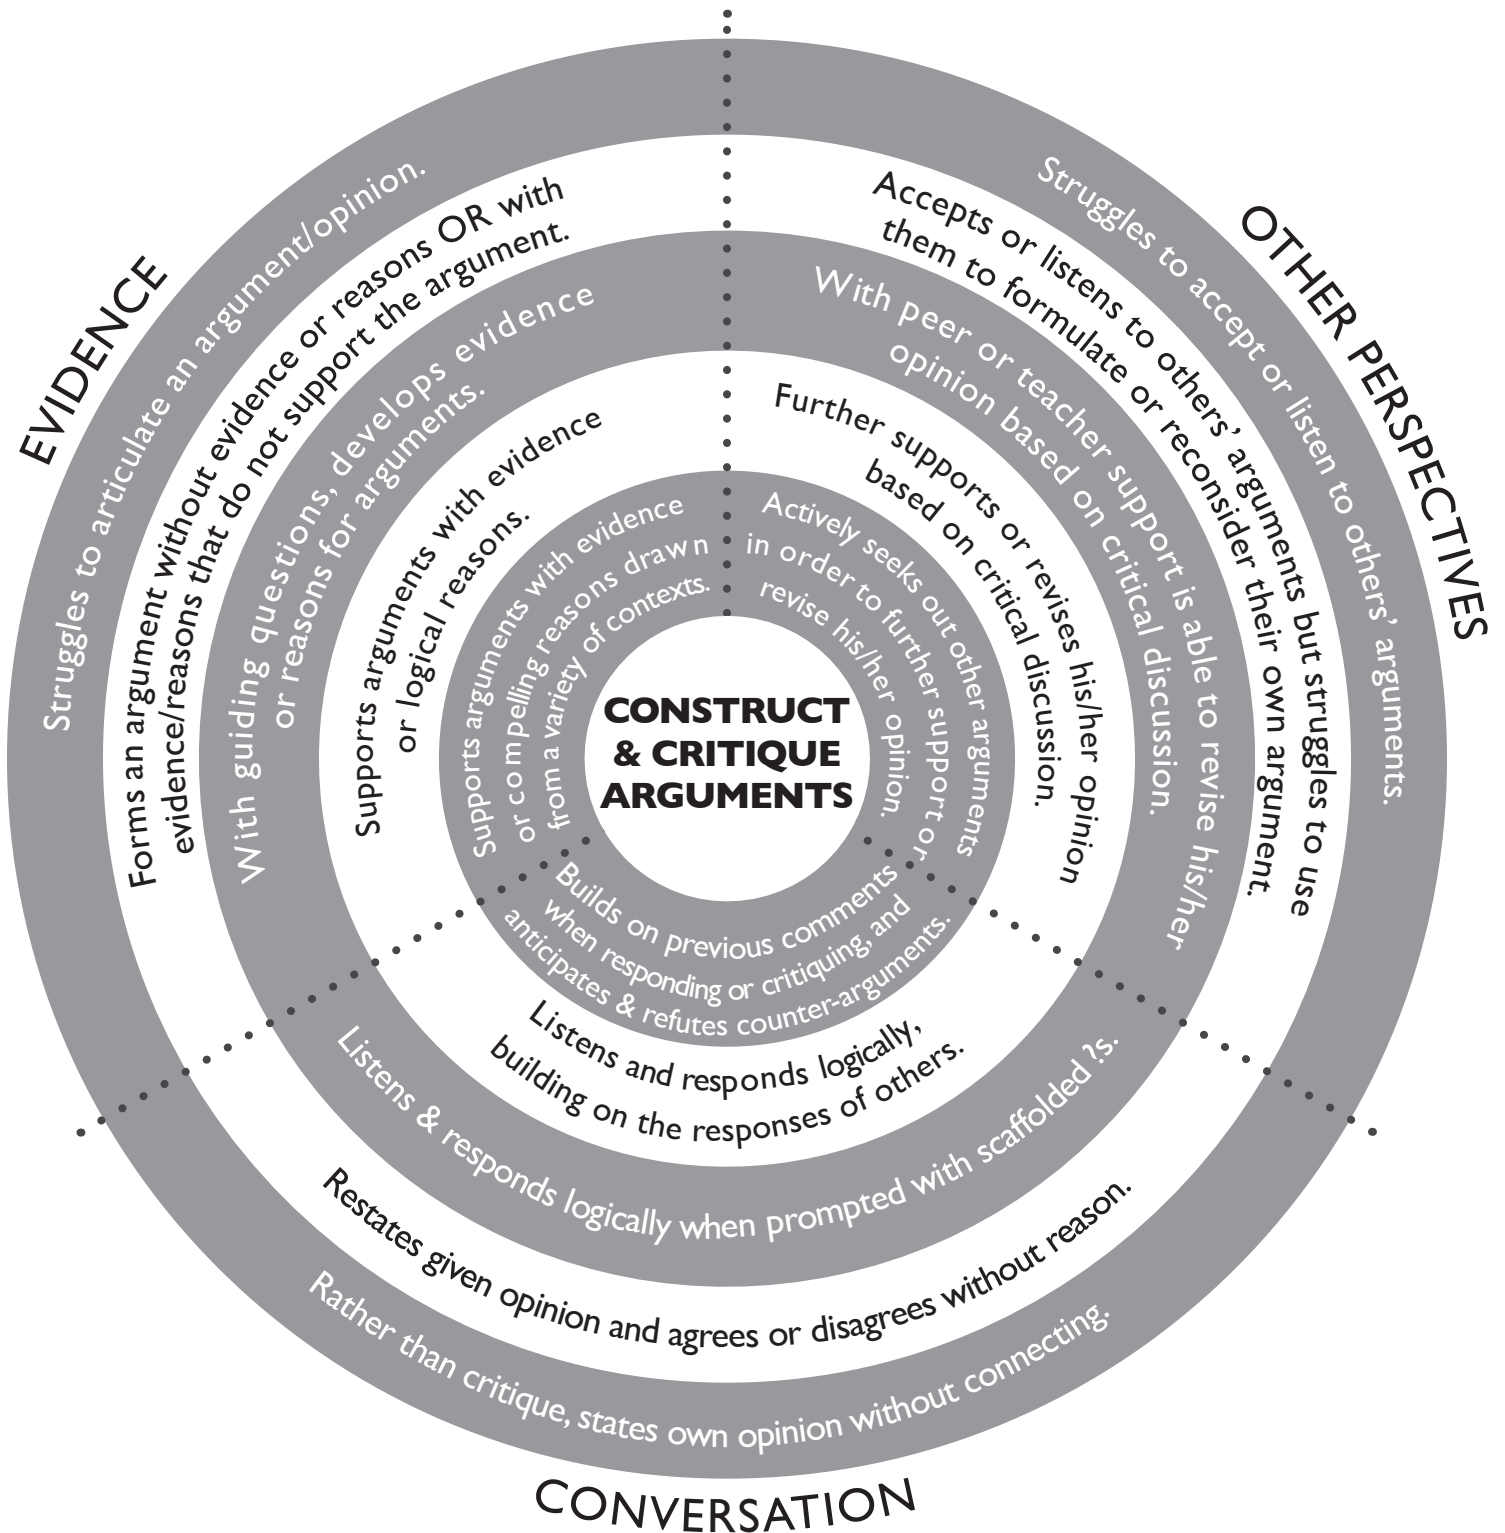 EVIDENCE
Struggles to articulate an argument/opinion.
Forms an argument without evidence or reasons OR with
evidence/reasons that do not support the argument.
With guiding questions, develops evidence
or reasons for arguments.
Supports arguments with evidence
or logical reasons.
Supports arguments with evidence
or compelling reasons drawn
from a variety of contexts.
OTHER PERSPECTIVES
Struggles to accept or listen to others’ arguments.
Accepts or listens to others’ arguments but struggles to use
them to formulate or reconsider their own argument.
With peer or teacher support is able to revise his/her
opinion based on critical discussion.
Further supports or revises his/her opinion
based on critical discussion.
Actively seeks out other arguments
in order to further support or
revise his/her opinion.
CONSTRUCT
& CRITIQUE
ARGUMENTS
Builds on previous comments
when responding or critiquing, and
anticipates & refutes counter-arguments.
Listens and responds logically,
building on the responses of others.
Listens & responds logically when prompted with scaffolded ?s.
Restates given opinion and agrees or disagrees without reason.
Rather than critique, states own opinion without connecting.
CONVERSATION